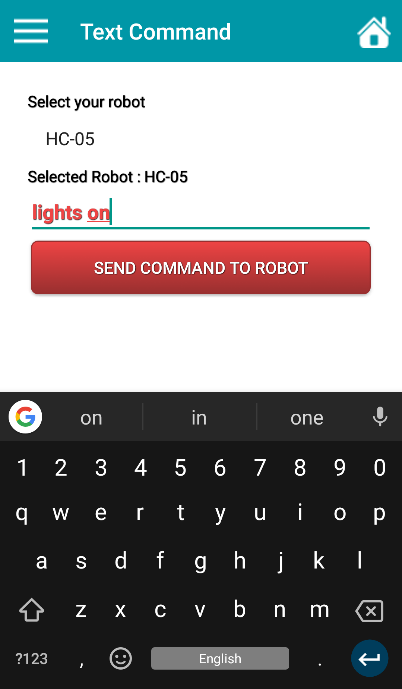 Text Command
Select your robot
HC-05
Selected Robot : HC-05
lights on
SEND COMMAND TO ROBOT
G on in one
1 2 3 4 5 6 7 8 9 0
q w e r t y u i o p
a s d f g h j k l
z x c v b n m
?123 , English .